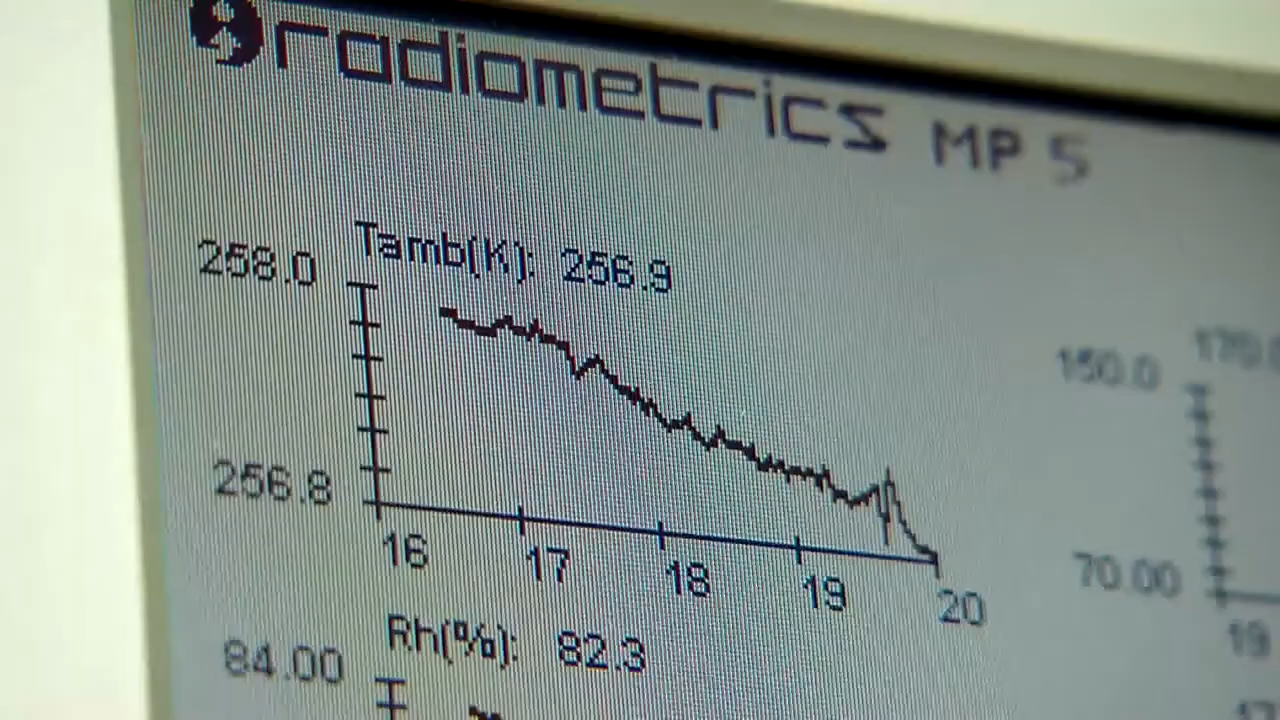 radiometrics MP 5
Tamb(K): 256.9
258.0
256.8
16 17 18 19 20
150.0
70.00
19
Rh(%): 82.3
84.00